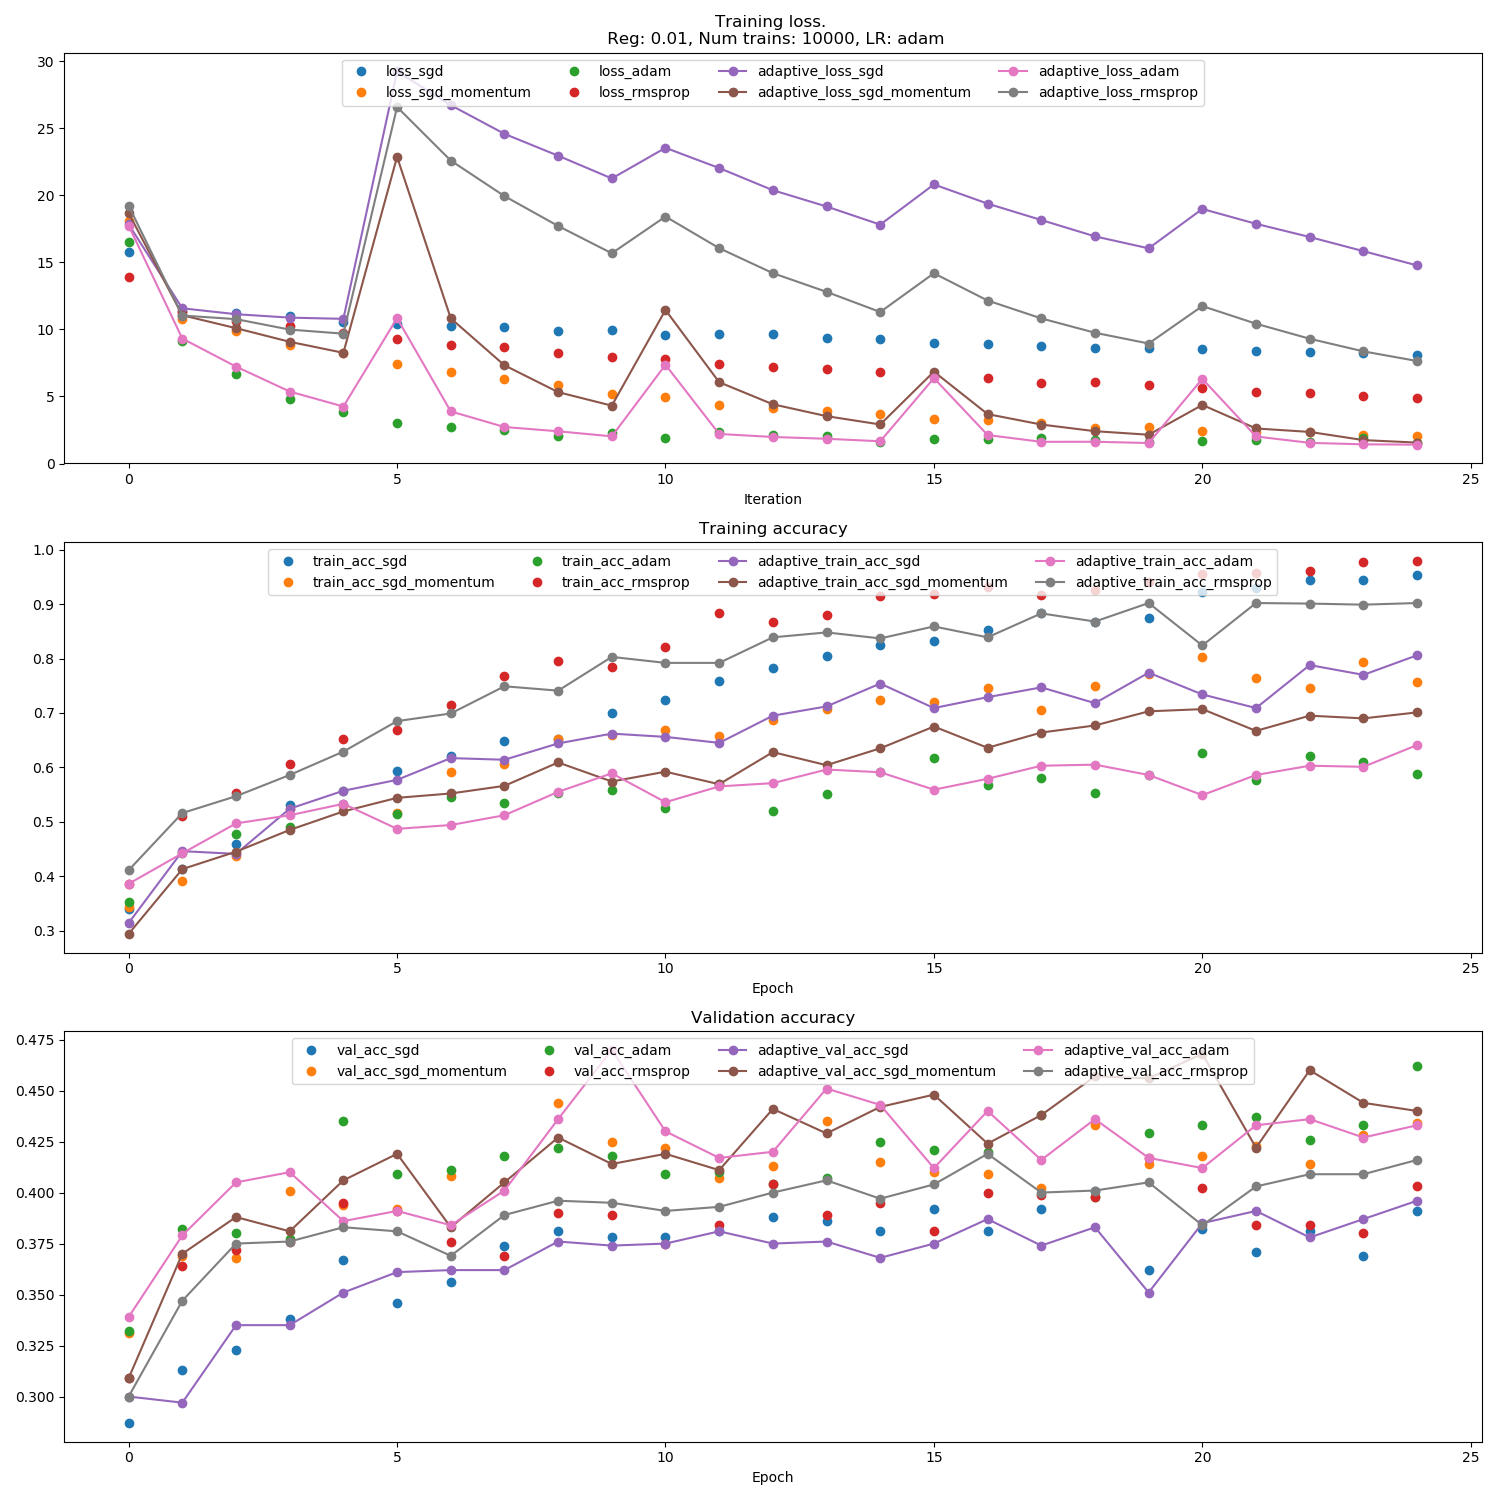 Training loss.
Reg: 0.01, Num trains: 10000, LR: adam
loss_sgd loss_adam adaptive_loss_sgd adaptive_loss_adam
loss_sgd_momentum loss_rmsprop adaptive_loss_sgd_momentum adaptive_loss_rmsprop
30
25
20
15
10
5
0
0 5 10 15 20 25
Iteration
Training accuracy
train_acc_sgd train_acc_adam adaptive_train_acc_sgd adaptive_train_acc_adam
train_acc_sgd_momentum train_acc_rmsprop adaptive_train_acc_sgd_momentum adaptive_train_acc_rmsprop
1.0
0.9
0.8
0.7
0.6
0.5
0.4
0.3
0 5 10 15 20 25
Epoch
Validation accuracy
val_acc_sgd val_acc_adam adaptive_val_acc_sgd adaptive_val_acc_adam
val_acc_sgd_momentum val_acc_rmsprop adaptive_val_acc_sgd_momentum adaptive_val_acc_rmsprop
0.475
0.450
0.425
0.400
0.375
0.350
0.325
0.300
0 5 10 15 20 25
Epoch